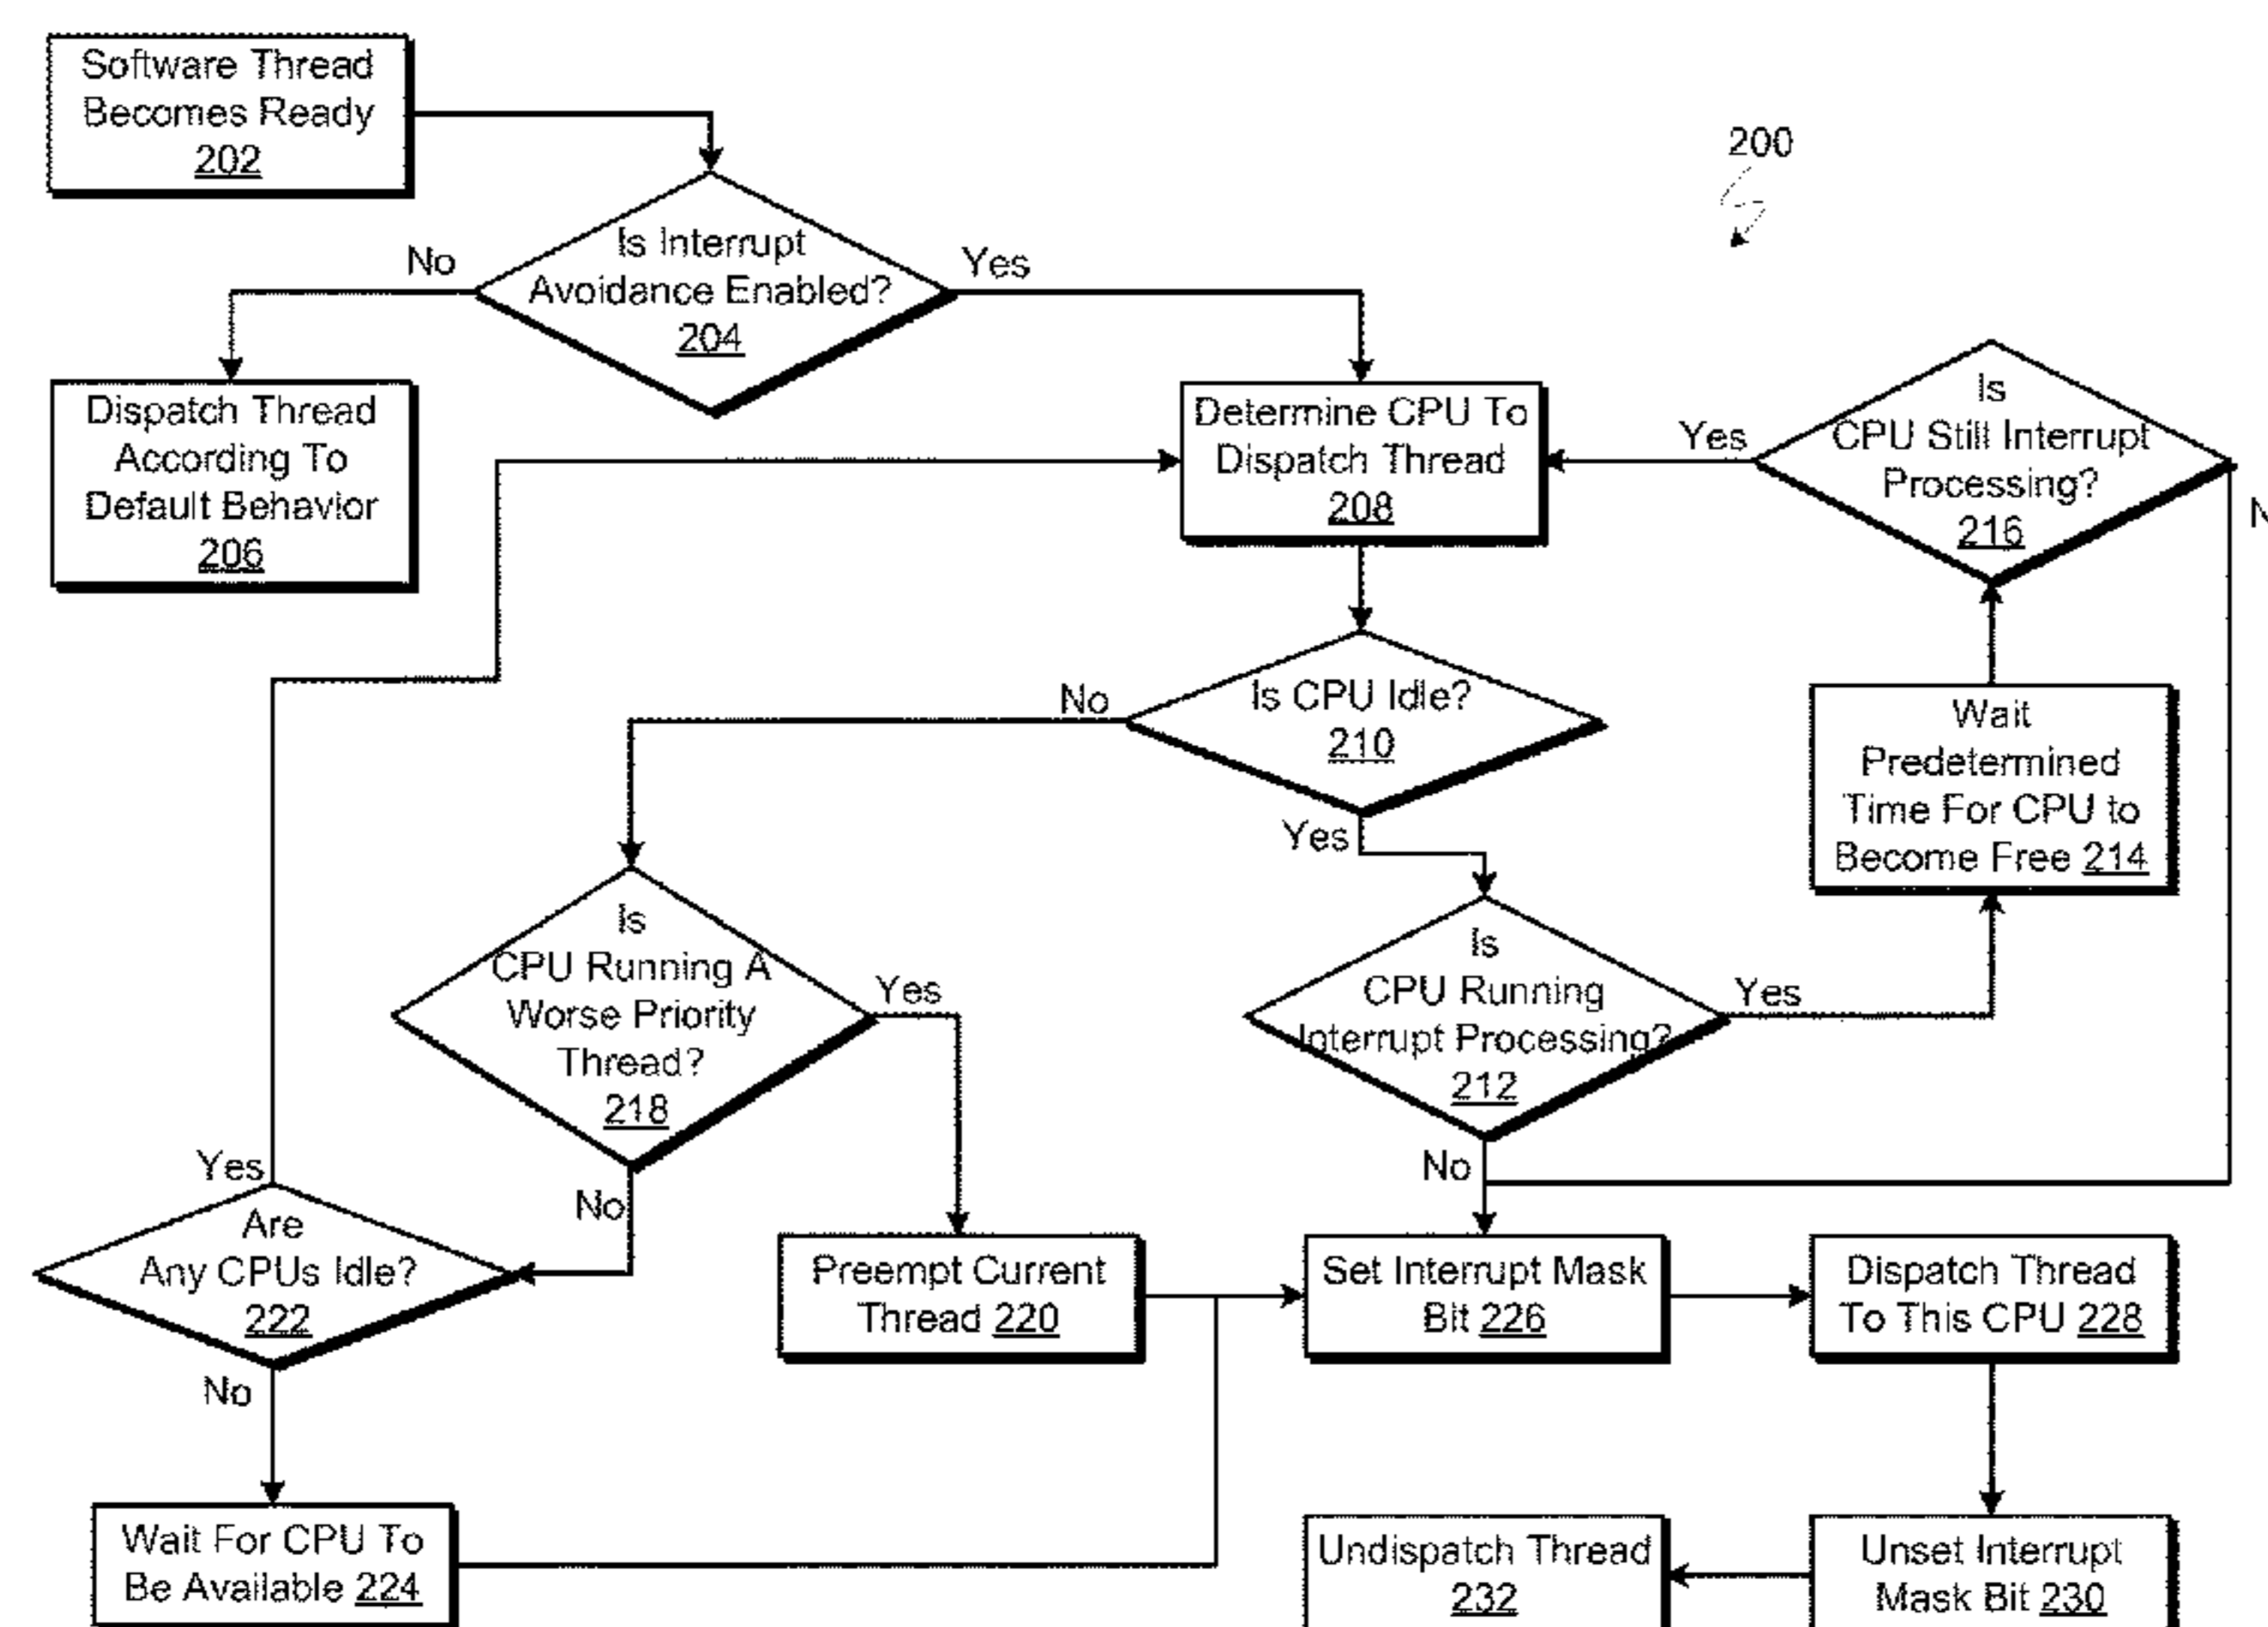 Software Thread
Becomes Ready
202
200
Is Interrupt
Avoidance Enabled?
204
No
Yes
Dispatch Thread
According To
Default Behavior
206
Determine CPU To
Dispatch Thread
208
Is
CPU Still Interrupt
Processing?
216
Yes
Is CPU Idle?
210
No
Yes
Wait
Predetermined
Time For CPU to
Become Free 214
Is
CPU Running A
Worse Priority
Thread?
218
Yes
No
Is
CPU Running
Interrupt Processing?
212
Yes
No
Yes
Are
Any CPUs Idle?
222
No
Preempt Current
Thread 220
Set Interrupt Mask
Bit 226
Dispatch Thread
To This CPU 228
Wait For CPU To
Be Available 224
Undispatch Thread
232
Unset Interrupt
Mask Bit 230